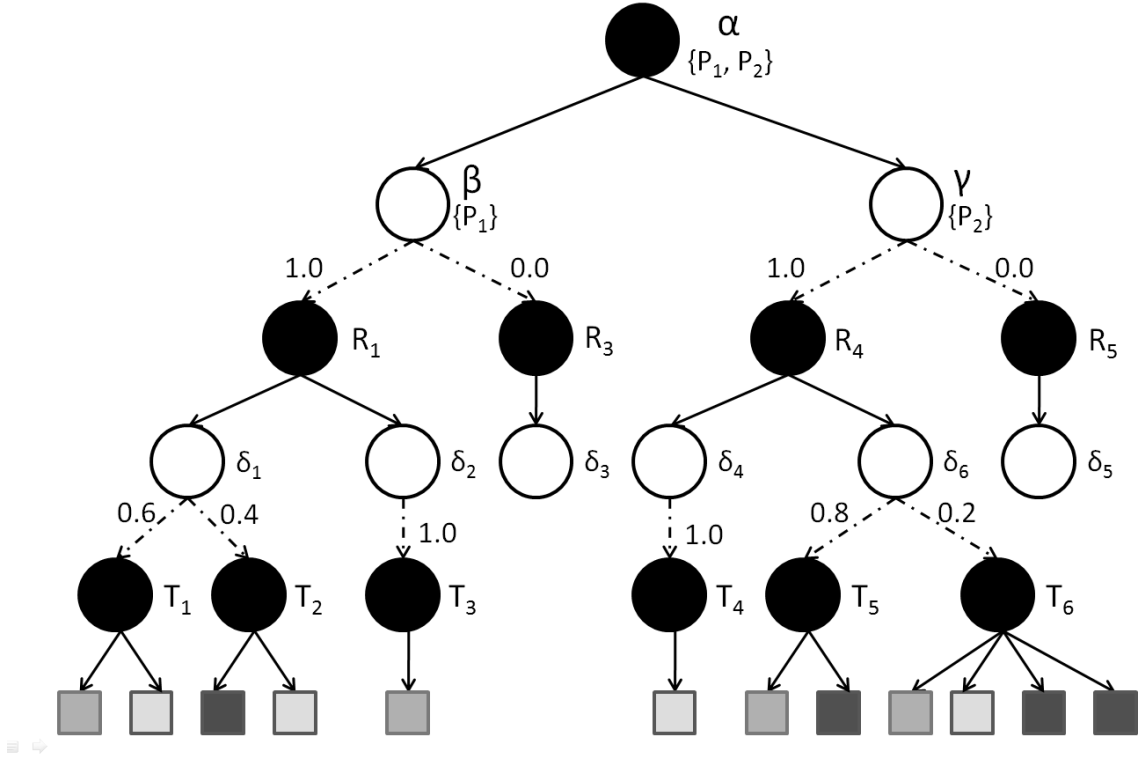 α
{P₁, P₂}
β
{P₁}
γ
{P₂}
1.0
0.0
1.0
0.0
R₁
R₃
R₄
R₅
δ₁
δ₂
δ₃
δ₄
δ₆
δ₅
0.6
0.4
1.0
1.0
0.8
0.2
T₁
T₂
T₃
T₄
T₅
T₆